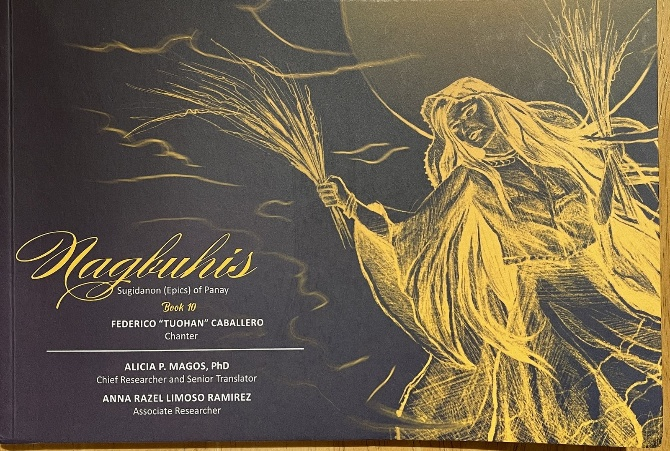 Nagbuhis
Sugidanon (Epics) of Panay
Book 10
FEDERICO "TUOHAN" CABALLERO
Chanter
ALICIA P. MAGOS, PhD
Chief Researcher and Senior Translator
ANNA RAZEL LIMOSO RAMIREZ
Associate Researcher